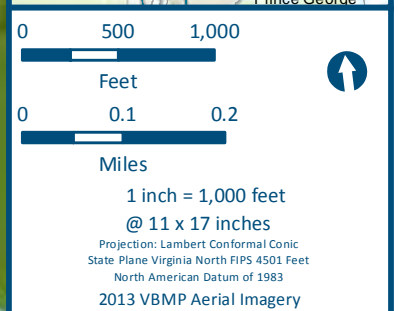 Prince George
0 500 1,000
Feet
0 0.1 0.2
Miles
1 inch = 1,000 feet
@ 11 x 17 inches
Projection: Lambert Conformal Conic
State Plane Virginia North FIPS 4501 Feet
North American Datum of 1983
2013 VBMP Aerial Imagery